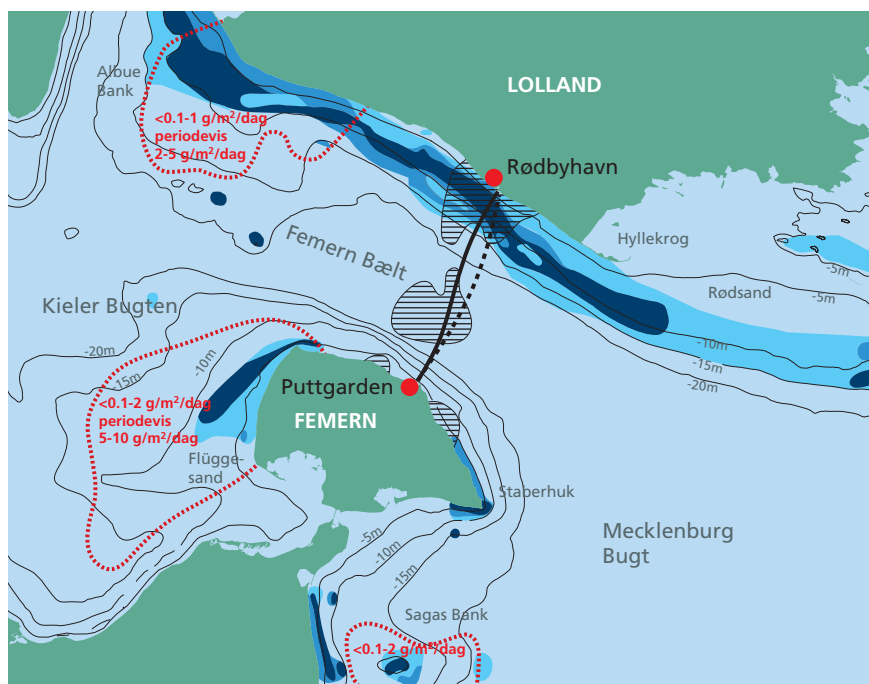 Albue
Bank
LOLLAND
<0.1-1 g/m²/dag
periodevis
2-5 g/m²/dag
Rødbyhavn
Femern Bælt
Hyllekrog
-5m
-5m
Rødsand
Kieler Bugten
-20m
-15m
-10m
-10m
-15m
-20m
Puttgarden
<0.1-2 g/m²/dag
periodevis
5-10 g/m²/dag
FEMERN
Flügge-
sand
Staberhuk
Mecklenburg
Bugt
-5m
-10m
-15m
Sagas Bank
<0.1-2 g/m²/dag